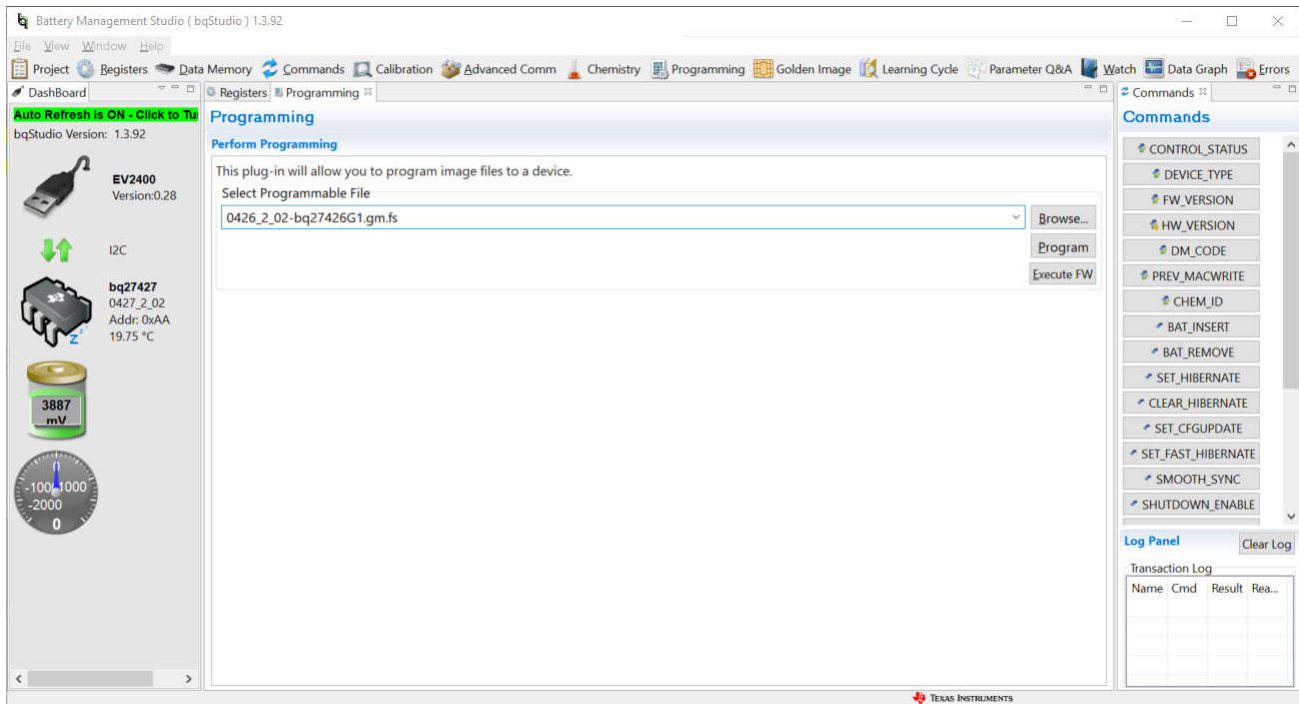 Battery Management Studio ( bqStudio ) 1.3.92
File View Window Help
Project Registers Data Memory Commands Calibration Advanced Comm Chemistry Programming Golden Image Learning Cycle Parameter Q&A Watch Data Graph Errors
DashBoard
Auto Refresh is ON - Click to Tu
bqStudio Version: 1.3.92
EV2400
Version:0.28
I2C
bq27427
0427_2_02
Addr: 0xAA
19.75 °C
z z
3887
mV
0
-100 1000
-2000
0
Registers Programming
Programming
Perform Programming
This plug-in will allow you to program image files to a device.
Select Programmable File
0426_2_02-bq27426G1.gm.fs
Browse...
Program
Execute FW
Commands
Commands
CONTROL_STATUS
DEVICE_TYPE
FW_VERSION
HW_VERSION
DM_CODE
PREV_MACWRITE
CHEM_ID
BAT_INSERT
BAT_REMOVE
SET_HIBERNATE
CLEAR_HIBERNATE
SET_CFGUPDATE
SET_FAST_HIBERNATE
SMOOTH_SYNC
SHUTDOWN_ENABLE
Log Panel
Clear Log
Transaction Log
Name Cmd Result Rea...
TEXAS INSTRUMENTS